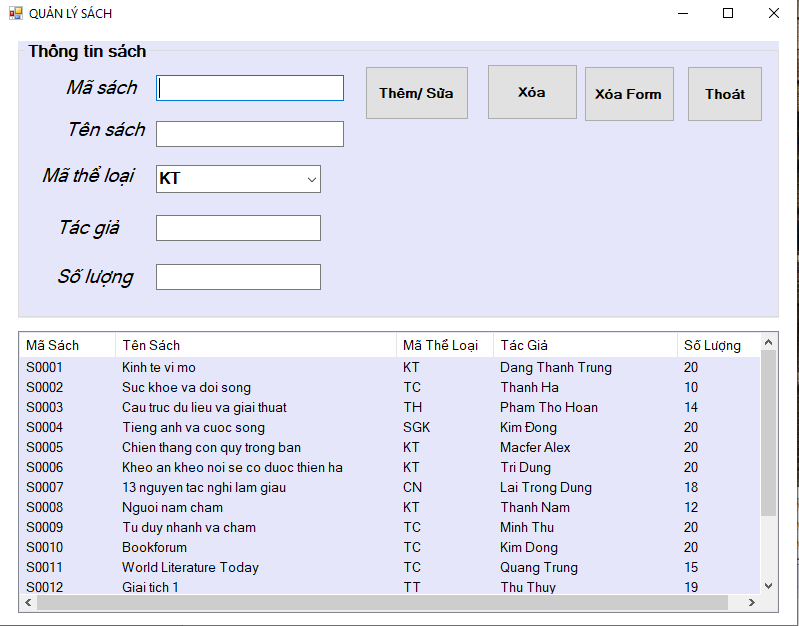 QUẢN LÝ SÁCH
Thông tin sách
Mã sách
Thêm/ Sửa Xóa Xóa Form Thoát
Tên sách
Mã thể loại KT
Tác giả
Số lượng
Mã Sách Tên Sách Mã Thể Loại Tác Giả Số Lượng
S0001 Kinh te vi mo KT Dang Thanh Trung 20
S0002 Suc khoe va doi song TC Thanh Ha 10
S0003 Cau truc du lieu va giai thuat TH Pham Tho Hoan 14
S0004 Tieng anh va cuoc song SGK Kim Đong 20
S0005 Chien thang con quy trong ban KT Macfer Alex 20
S0006 Kheo an kheo noi se co duoc thien ha KT Tri Dung 20
S0007 13 nguyen tac nghi lam giau CN Lai Trong Dung 18
S0008 Nguoi nam cham KT Thanh Nam 12
S0009 Tu duy nhanh va cham TC Minh Thu 20
S0010 Bookforum TC Kim Dong 20
S0011 World Literature Today TC Quang Trung 15
S0012 Giai tich 1 TT Thu Thuy 19